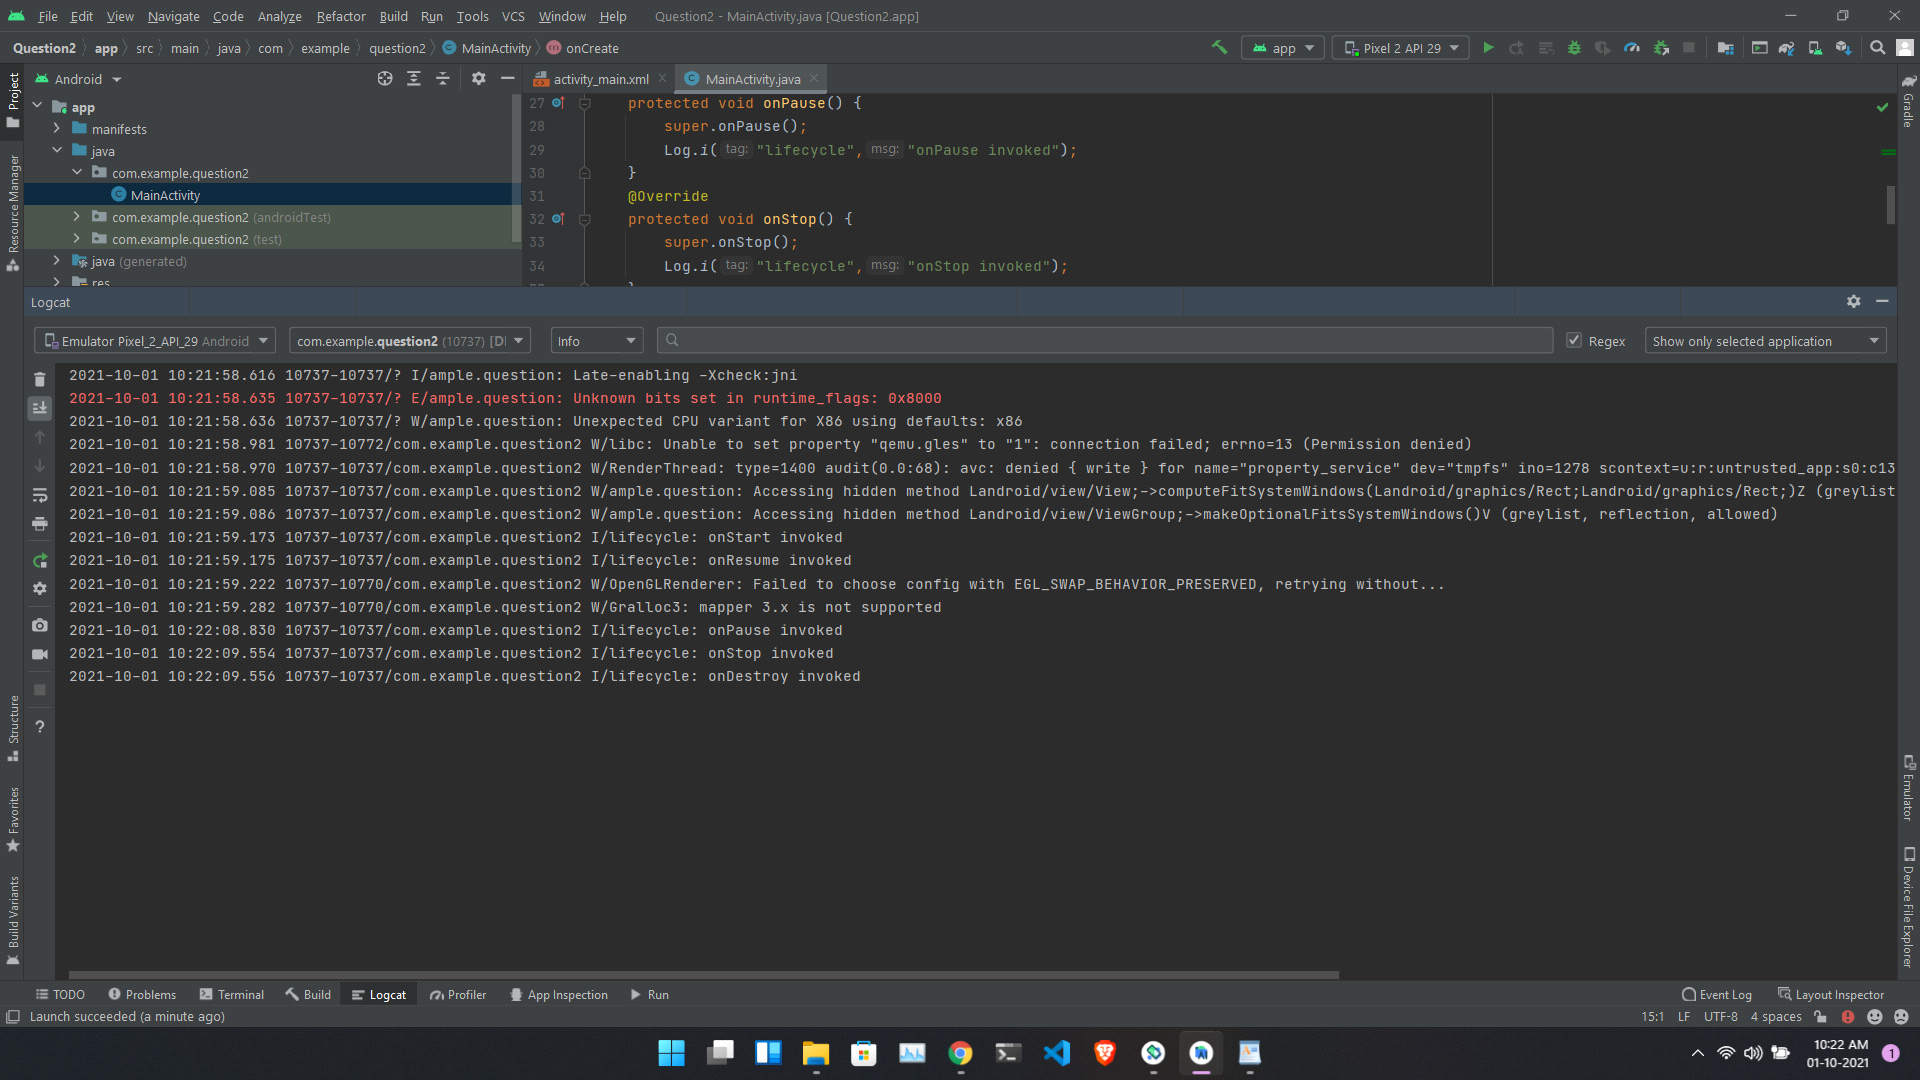 File Edit View Navigate Code Analyze Refactor Build Run Tools VCS Window Help Question2 - MainActivity.java [Question2.app]
Question2 app src main java com example question2 MainActivity onCreate app Pixel 2 API 29
Android
activity_main.xml MainActivity.java
app
manifests
java
com.example.question2
MainActivity
com.example.question2 (androidTest)
com.example.question2 (test)
java (generated)
res
27 protected void onPause() {
28 super.onPause();
29 Log.i( tag: "lifecycle", msg: "onPause invoked");
30 }
31 @Override
32 protected void onStop() {
33 super.onStop();
34 Log.i( tag: "lifecycle", msg: "onStop invoked");
Logcat
Emulator Pixel_2_API_29 Android com.example.question2 (10737) [D Info Regex Show only selected application
2021-10-01 10:21:58.616 10737-10737/? I/ample.question: Late-enabling -Xcheck:jni
2021-10-01 10:21:58.635 10737-10737/? E/ample.question: Unknown bits set in runtime_flags: 0x8000
2021-10-01 10:21:58.636 10737-10737/? W/ample.question: Unexpected CPU variant for X86 using defaults: x86
2021-10-01 10:21:58.981 10737-10772/com.example.question2 W/libc: Unable to set property "qemu.gles" to "1": connection failed; errno=13 (Permission denied)
2021-10-01 10:21:58.970 10737-10737/com.example.question2 W/RenderThread: type=1400 audit(0.0:68): avc: denied { write } for name="property_service" dev="tmpfs" ino=1278 scontext=u:r:untrusted_app:s0:c13
2021-10-01 10:21:59.085 10737-10737/com.example.question2 W/ample.question: Accessing hidden method Landroid/view/View;->computeFitSystemWindows(Landroid/graphics/Rect;Landroid/graphics/Rect;)Z (greylist
2021-10-01 10:21:59.086 10737-10737/com.example.question2 W/ample.question: Accessing hidden method Landroid/view/ViewGroup;->makeOptionalFitsSystemWindows()V (greylist, reflection, allowed)
2021-10-01 10:21:59.173 10737-10737/com.example.question2 I/lifecycle: onStart invoked
2021-10-01 10:21:59.175 10737-10737/com.example.question2 I/lifecycle: onResume invoked
2021-10-01 10:21:59.222 10737-10770/com.example.question2 W/OpenGLRenderer: Failed to choose config with EGL_SWAP_BEHAVIOR_PRESERVED, retrying without...
2021-10-01 10:21:59.282 10737-10770/com.example.question2 W/Gralloc3: mapper 3.x is not supported
2021-10-01 10:22:08.830 10737-10737/com.example.question2 I/lifecycle: onPause invoked
2021-10-01 10:22:09.554 10737-10737/com.example.question2 I/lifecycle: onStop invoked
2021-10-01 10:22:09.556 10737-10737/com.example.question2 I/lifecycle: onDestroy invoked
Project
Resource Manager
Structure
Favorites
Build Variants
Gradle
Emulator
Device File Explorer
TODO Problems Terminal Build Logcat Profiler App Inspection Run Event Log Layout Inspector
Launch succeeded (a minute ago) 15:1 LF UTF-8 4 spaces
10:22 AM
01-10-2021
1